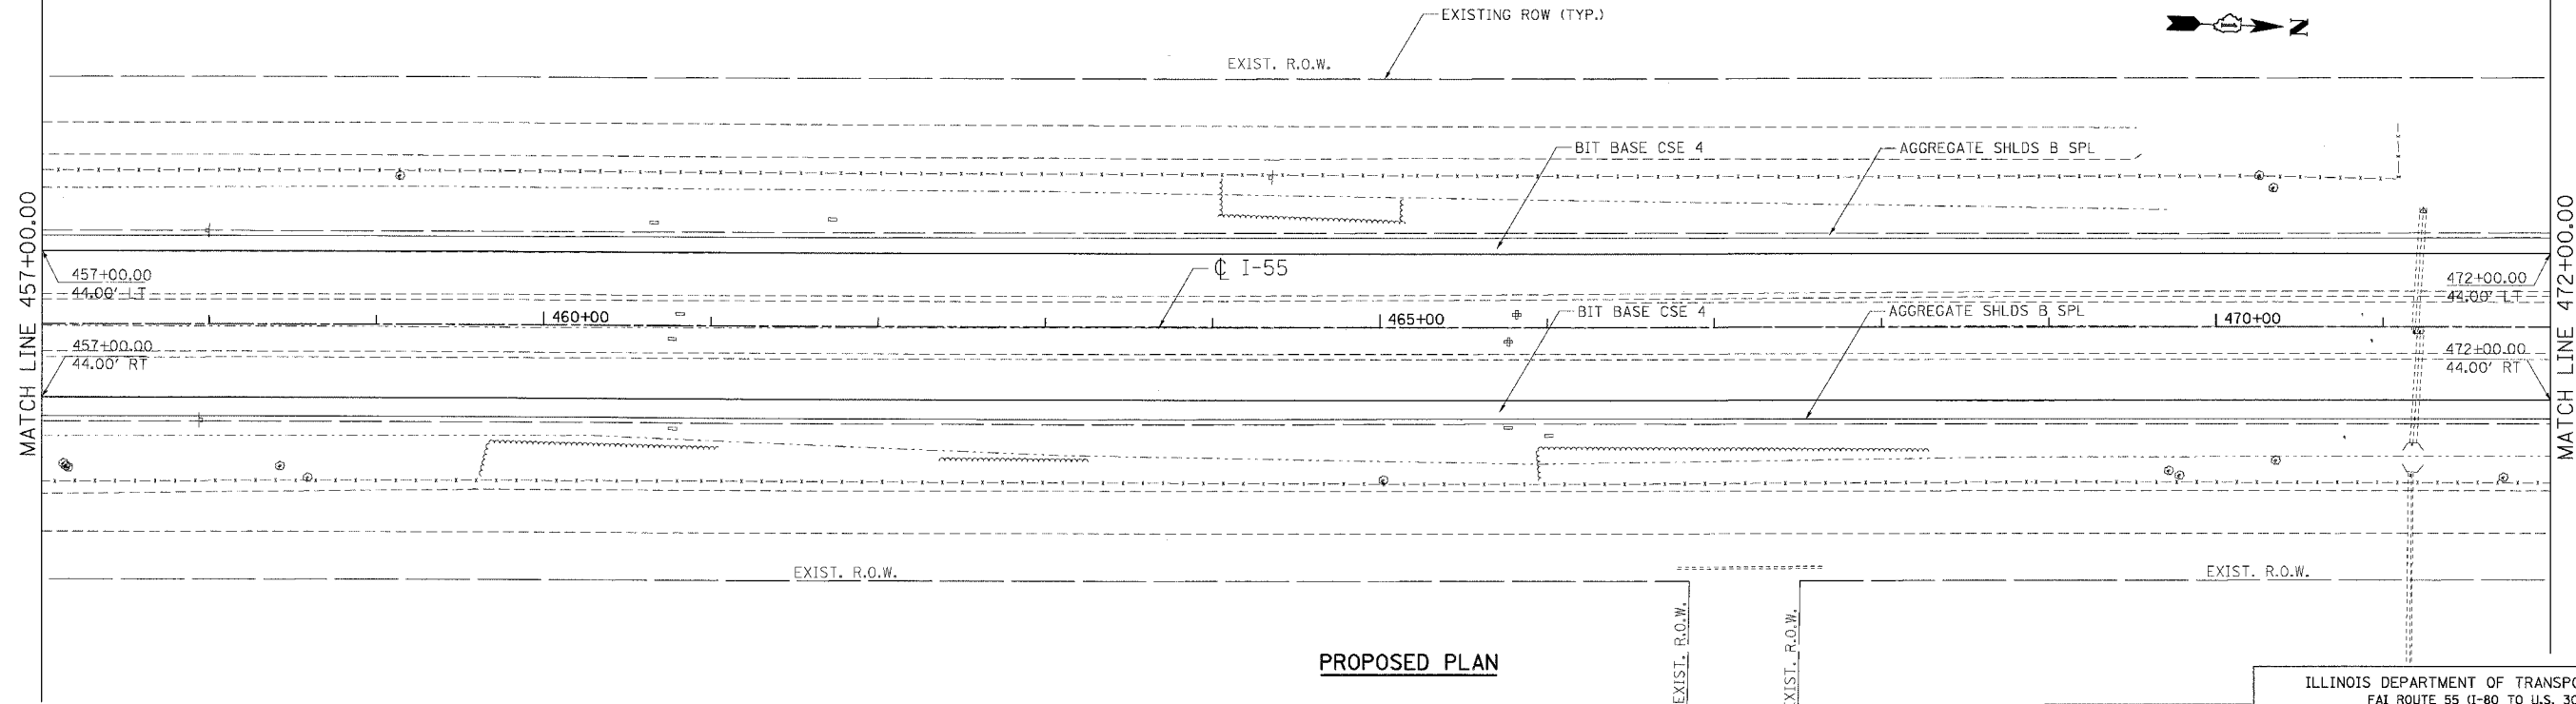 EXISTING ROW (TYP.)
N
EXIST. R.O.W.
BIT BASE CSE 4
AGGREGATE SHLDS B SPL
MATCH LINE 457+00.00
MATCH LINE 472+00.00
457+00.00
44.00' LT
℄ I-55
472+00.00
44.00' LT
460+00
465+00
BIT BASE CSE 4
AGGREGATE SHLDS B SPL
470+00
457+00.00
44.00' RT
472+00.00
44.00' RT
EXIST. R.O.W.
EXIST. R.O.W.
EXIST. R.O.W.
EXIST. R.O.W.
PROPOSED PLAN
ILLINOIS DEPARTMENT OF TRANSPO
FAI ROUTE 55 (I-80 TO U.S. 30